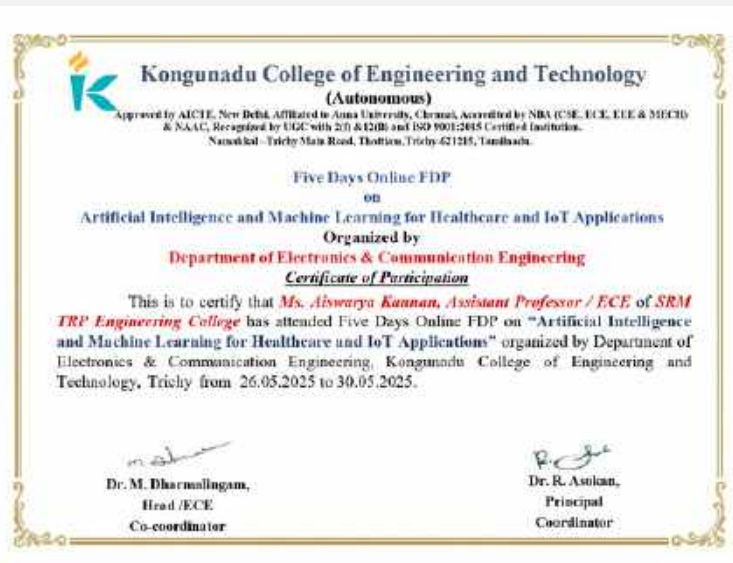 Kongunadu College of Engineering and Technology
(Autonomous)
Approved by AICTE, New Delhi, Affiliated to Anna University, Chennai, Accredited by NBA (CSE, ECE, EEE & MECH)
& NAAC, Recognized by UGC with 2(f) & 12(B) and ISO 9001:2015 Certified Institution.
Namakkal - Trichy Main Road, Thottiam, Trichy-621215, Tamilnadu.
Five Days Online FDP
on
Artificial Intelligence and Machine Learning for Healthcare and IoT Applications
Organized by
Department of Electronics & Communication Engineering
Certificate of Participation
This is to certify that Ms. Aiswarya Kannan, Assistant Professor / ECE of SRM
TRP Engineering College has attended Five Days Online FDP on "Artificial Intelligence
and Machine Learning for Healthcare and IoT Applications" organized by Department of
Electronics & Communication Engineering, Kongunadu College of Engineering and
Technology, Trichy from 26.05.2025 to 30.05.2025.
Dr. M. Dharmalingam,
Head /ECE
Co-coordinator
Dr. R. Asokan,
Principal
Coordinator